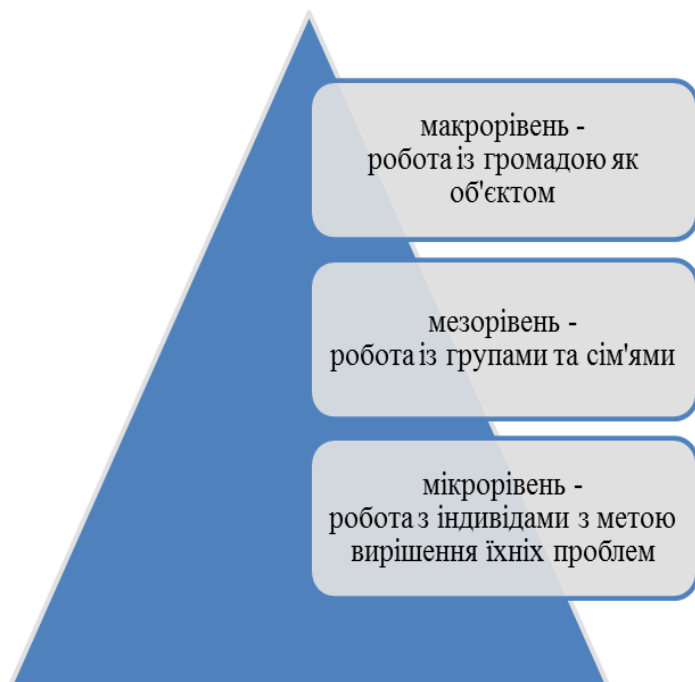 макрорівень -
робота із громадою як
об'єктом
мезорівень -
робота із групами та сім'ями
мікрорівень -
робота з індивідами з метою
вирішення їхніх проблем